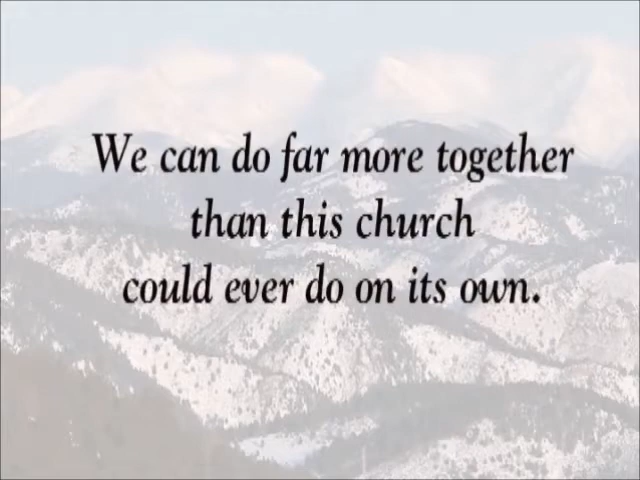 We can do far more together
than this church
could ever do on its own.